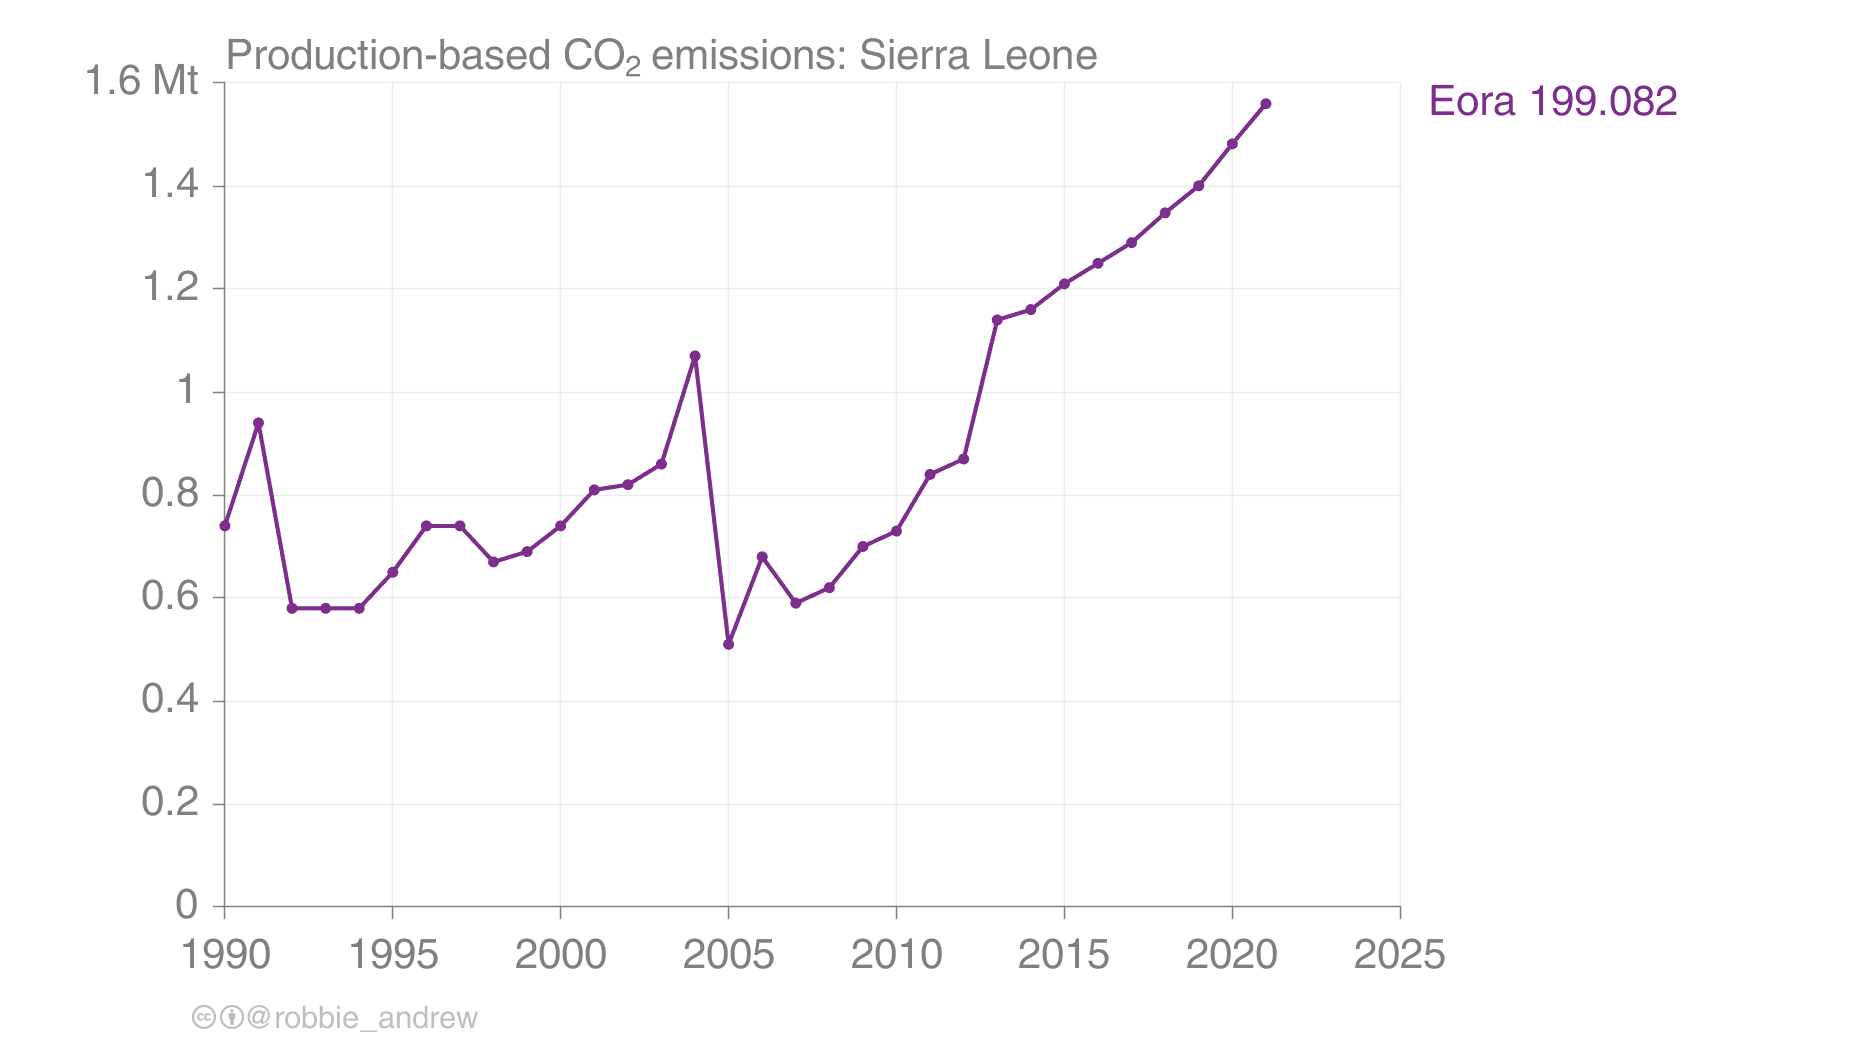 Production-based CO₂ emissions: Sierra Leone
1.6 Mt
Eora 199.082
1.4
1.2
1
0.8
0.6
0.4
0.2
0
1990 1995 2000 2005 2010 2015 2020 2025
@robbie_andrew